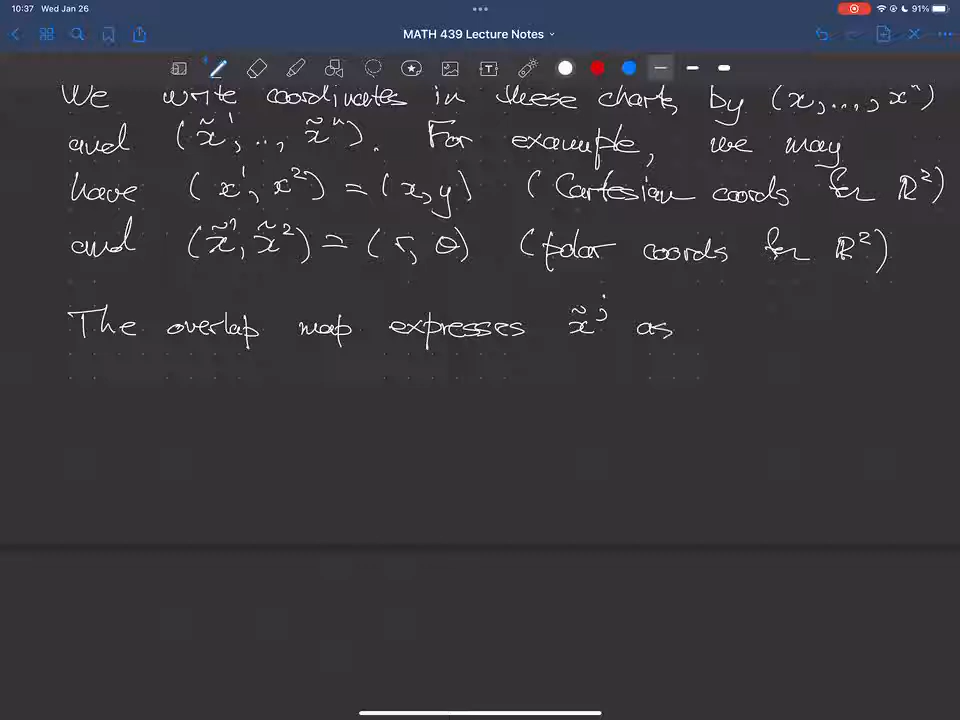 10:37 Wed Jan 26
91%
MATH 439 Lecture Notes
We write coordinates in these charts by (x,...,xⁿ)
and (x̃¹,..,x̃ⁿ). For example, we may
have (x¹,x²)=(x,y) (Cartesian coords for ℝ²)
and (x̃¹,x̃²)=(r,θ) (polar coords for ℝ²)
The overlap map expresses x̃ʲ as